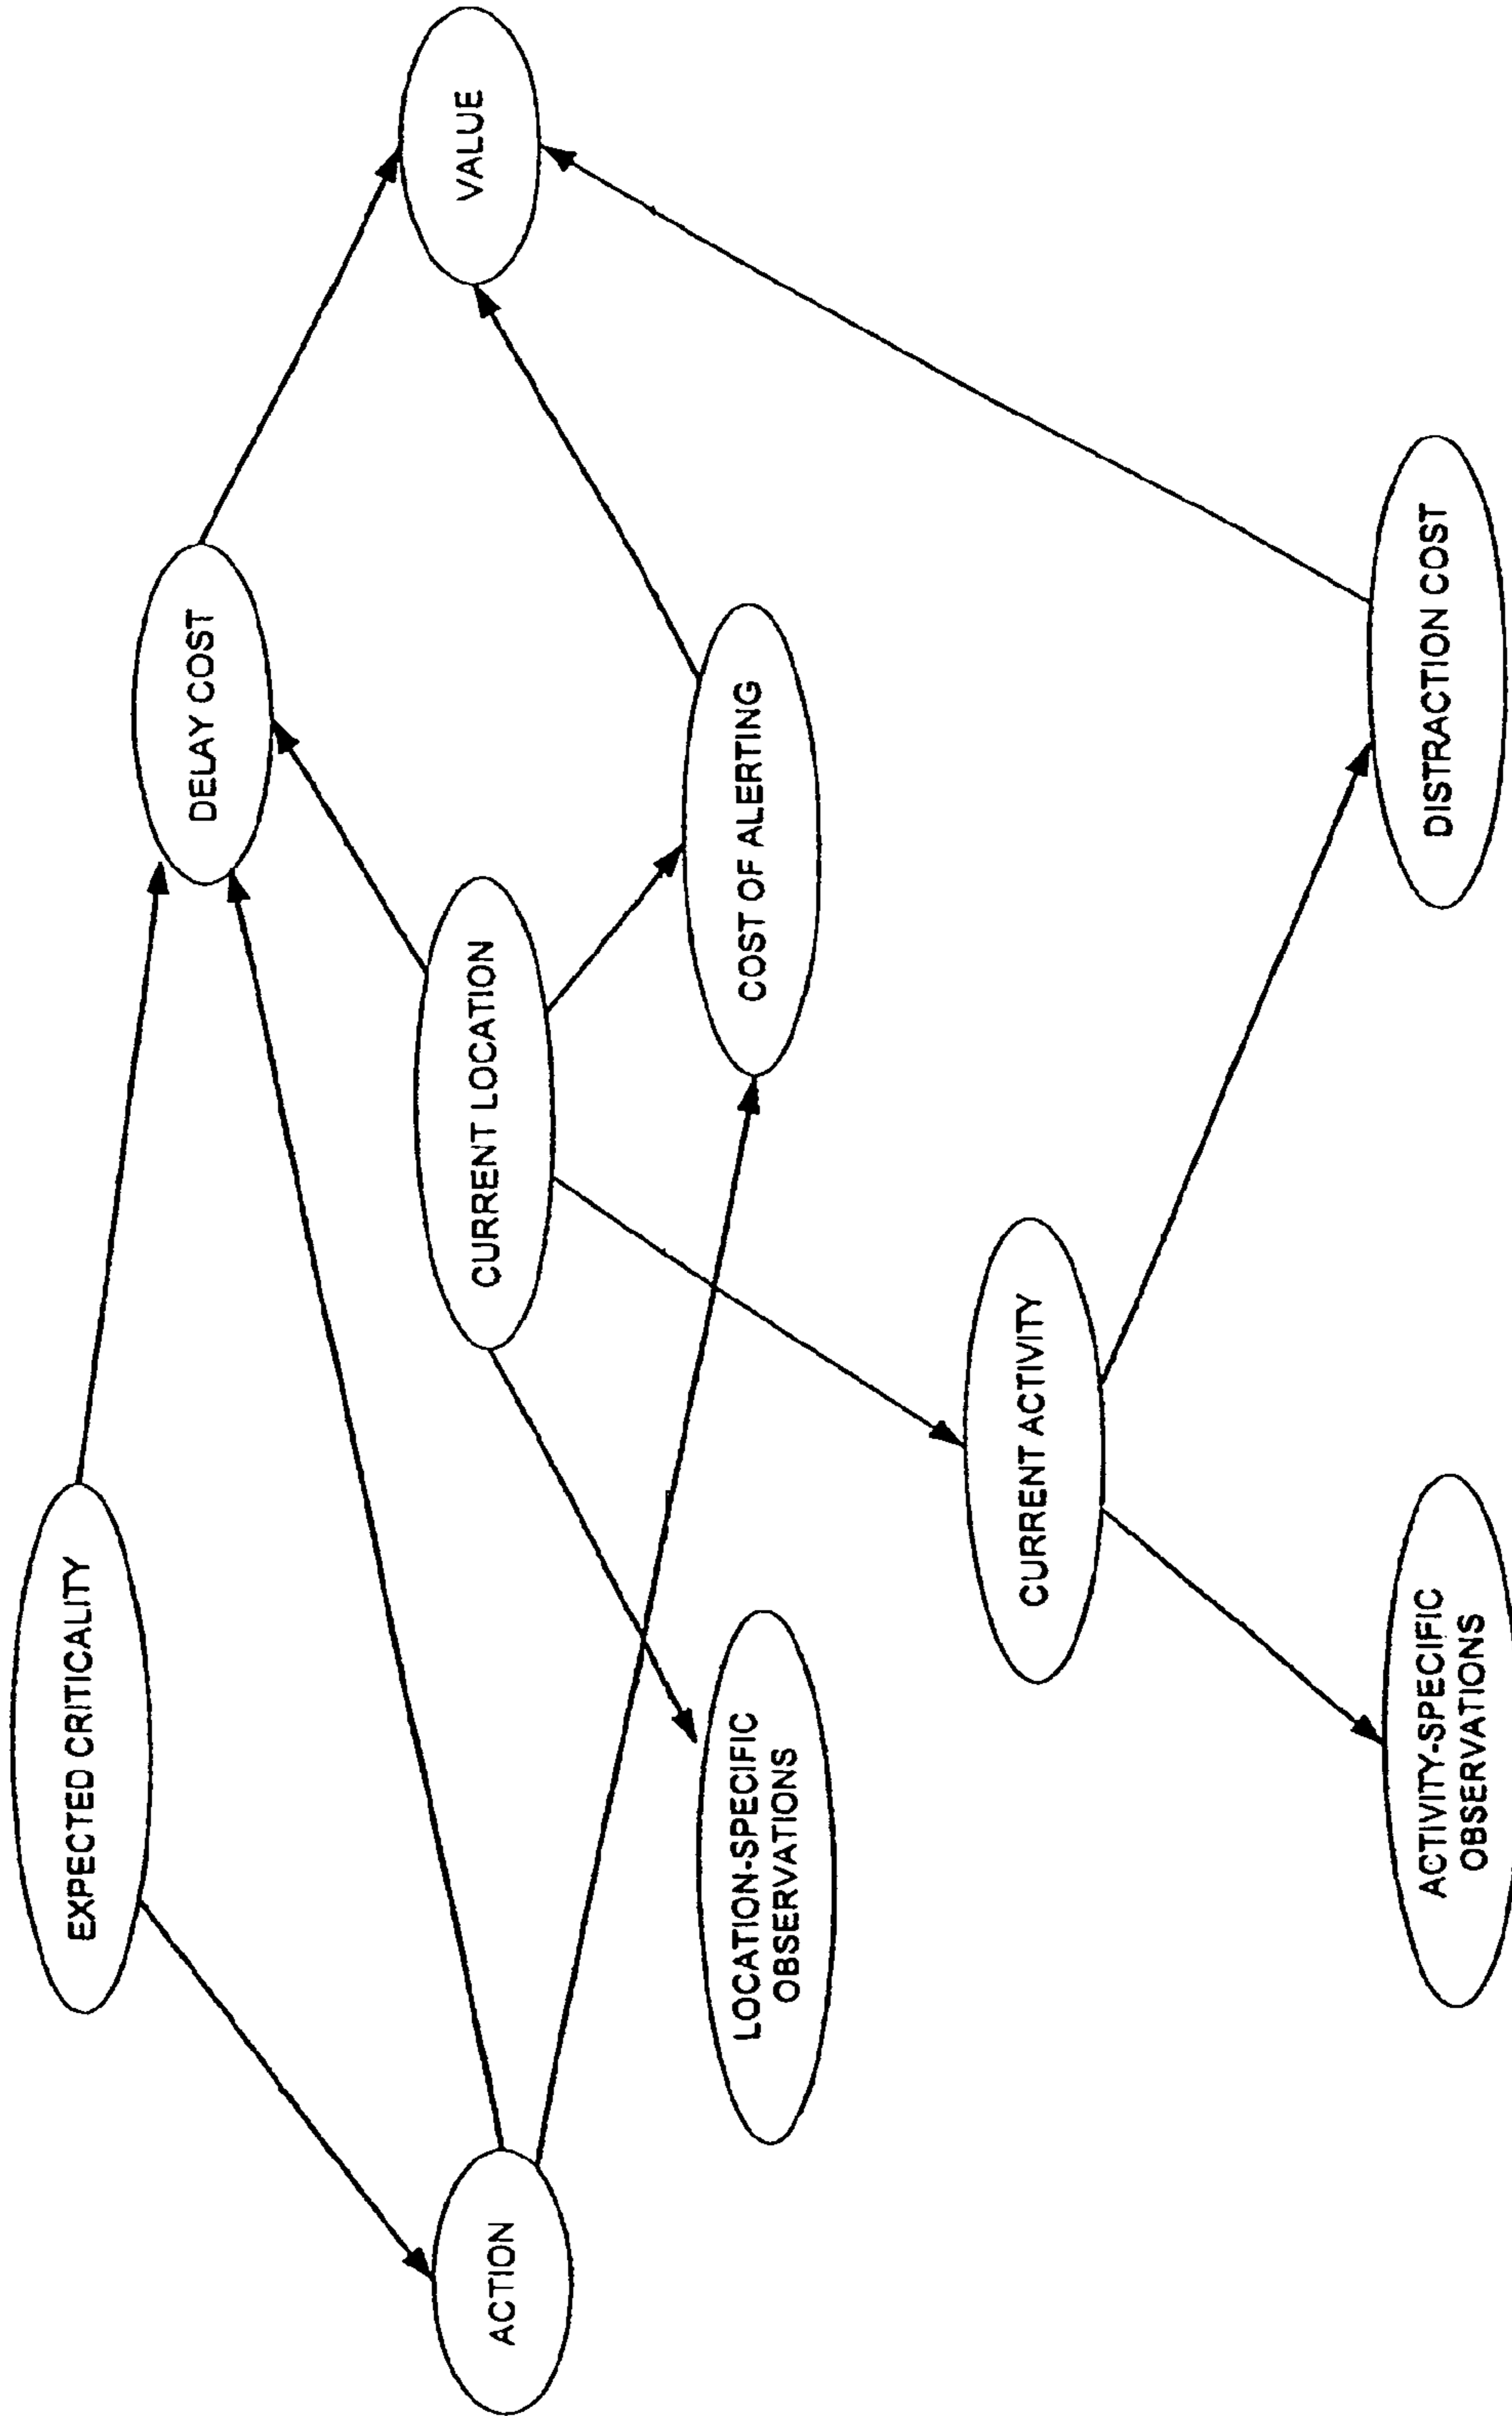 EXPECTED CRITICALITY
DELAY COST
ACTION
CURRENT LOCATION
VALUE
LOCATION-SPECIFIC
OBSERVATIONS
COST OF ALERTING
CURRENT ACTIVITY
ACTIVITY-SPECIFIC
OBSERVATIONS
DISTRACTION COST